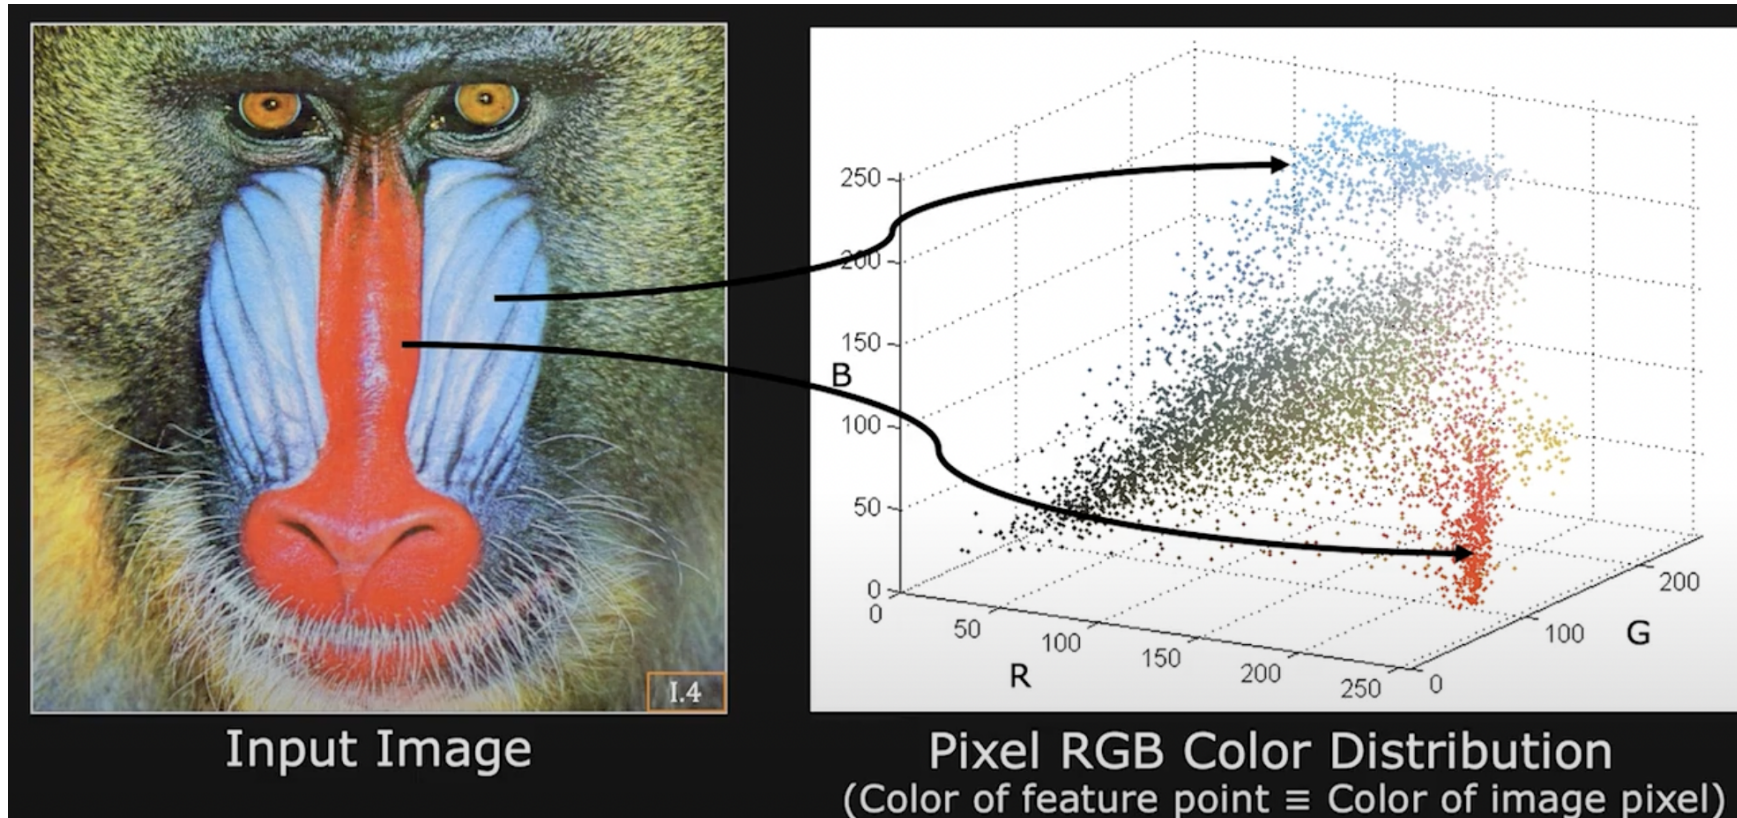 I.4
Input Image
250
200
150
B
100
50
0
0
50
100
150
200
250
R
0
100
200
G
Pixel RGB Color Distribution
(Color of feature point ≡ Color of image pixel)